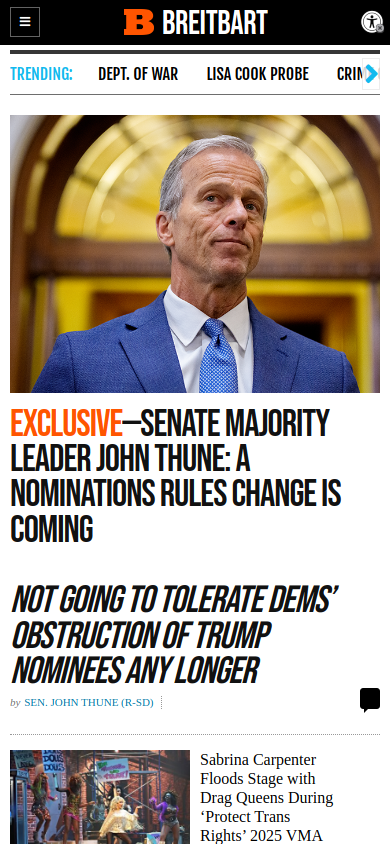 B BREITBART
TRENDING:
DEPT. OF WAR
LISA COOK PROBE
EXCLUSIVE—SENATE MAJORITY
LEADER JOHN THUNE: A
NOMINATIONS RULES CHANGE IS
COMING
NOT GOING TO TOLERATE DEMS’
OBSTRUCTION OF TRUMP
NOMINEES ANY LONGER
by SEN. JOHN THUNE (R-SD)
Sabrina Carpenter
Floods Stage with
Drag Queens During
‘Protect Trans
Rights’ 2025 VMA